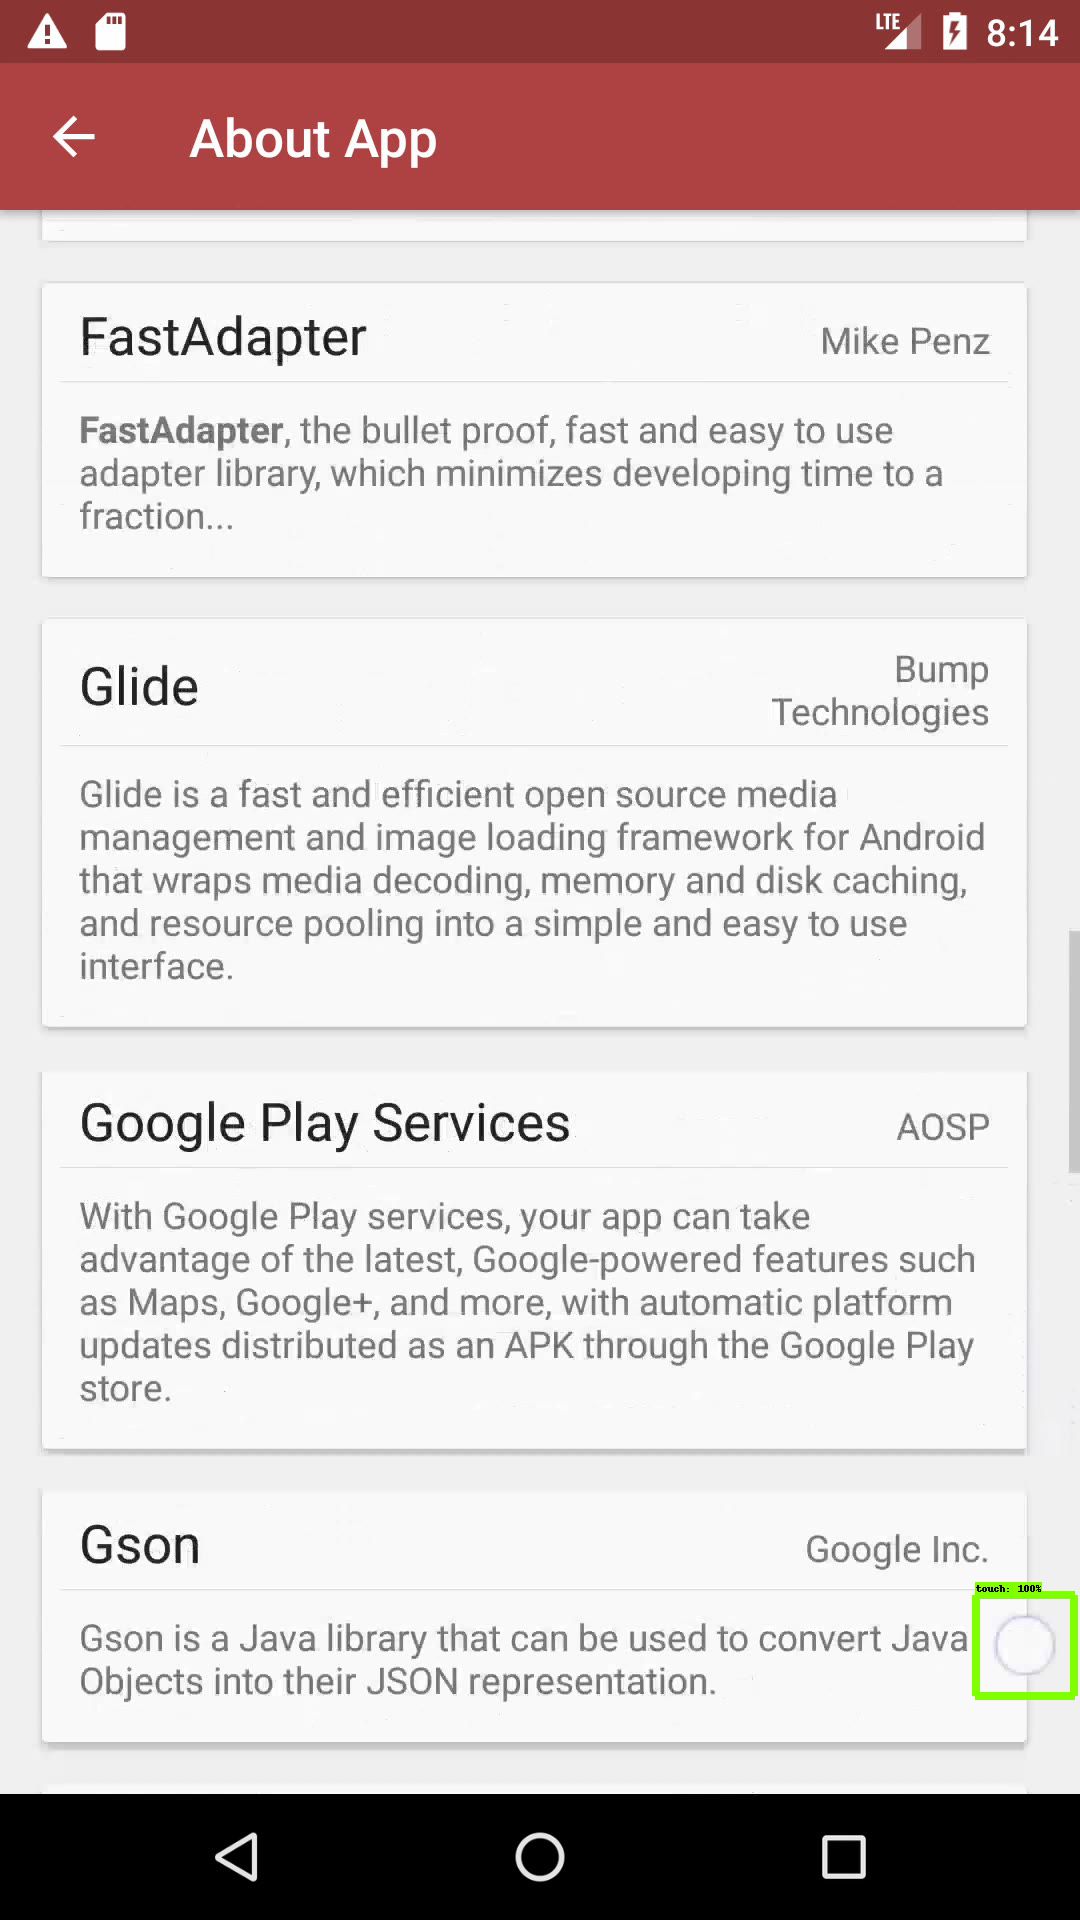 LTE 8:14
About App
FastAdapter
Mike Penz
FastAdapter, the bullet proof, fast and easy to use
adapter library, which minimizes developing time to a
fraction...
Glide
Bump
Technologies
Glide is a fast and efficient open source media
management and image loading framework for Android
that wraps media decoding, memory and disk caching,
and resource pooling into a simple and easy to use
interface.
Google Play Services
AOSP
With Google Play services, your app can take
advantage of the latest, Google-powered features such
as Maps, Google+, and more, with automatic platform
updates distributed as an APK through the Google Play
store.
Gson
Google Inc.
touch: 100%
Gson is a Java library that can be used to convert Java
Objects into their JSON representation.